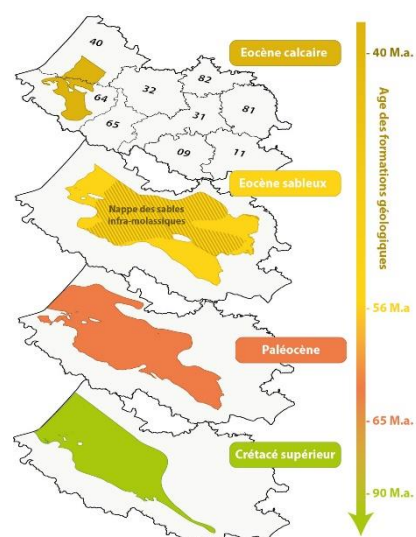 40
Eocène calcaire
- 40 M.a.
82
32
64
81
31
65
09
11
Age des formations géologiques
Eocène sableux
Nappe des sables
infra-molassiques
- 56 M.a
Paléocène
- 65 M.a.
Crétacé supérieur
- 90 M.a.